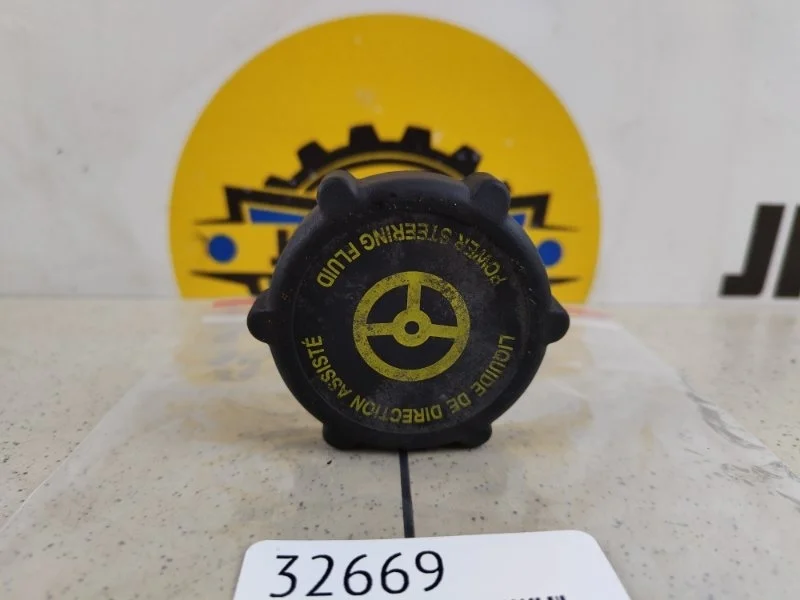 POWER STEERING FLUID
LIQUIDE DE DIRECTION ASSISTÉ
32669